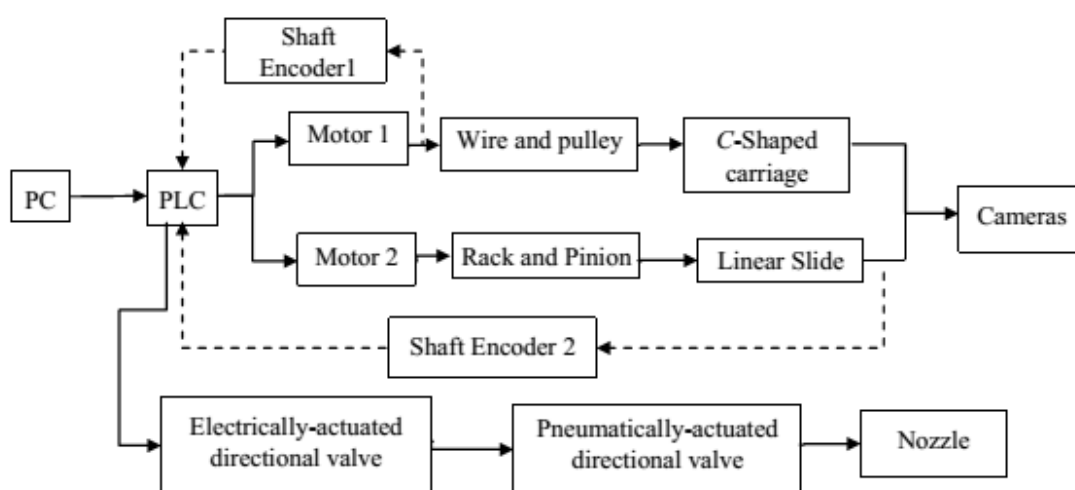 Shaft
Encoder1
Motor 1
Wire and pulley
C-Shaped
carriage
PC
PLC
Cameras
Motor 2
Rack and Pinion
Linear Slide
Shaft Encoder 2
Electrically-actuated
directional valve
Pneumatically-actuated
directional valve
Nozzle